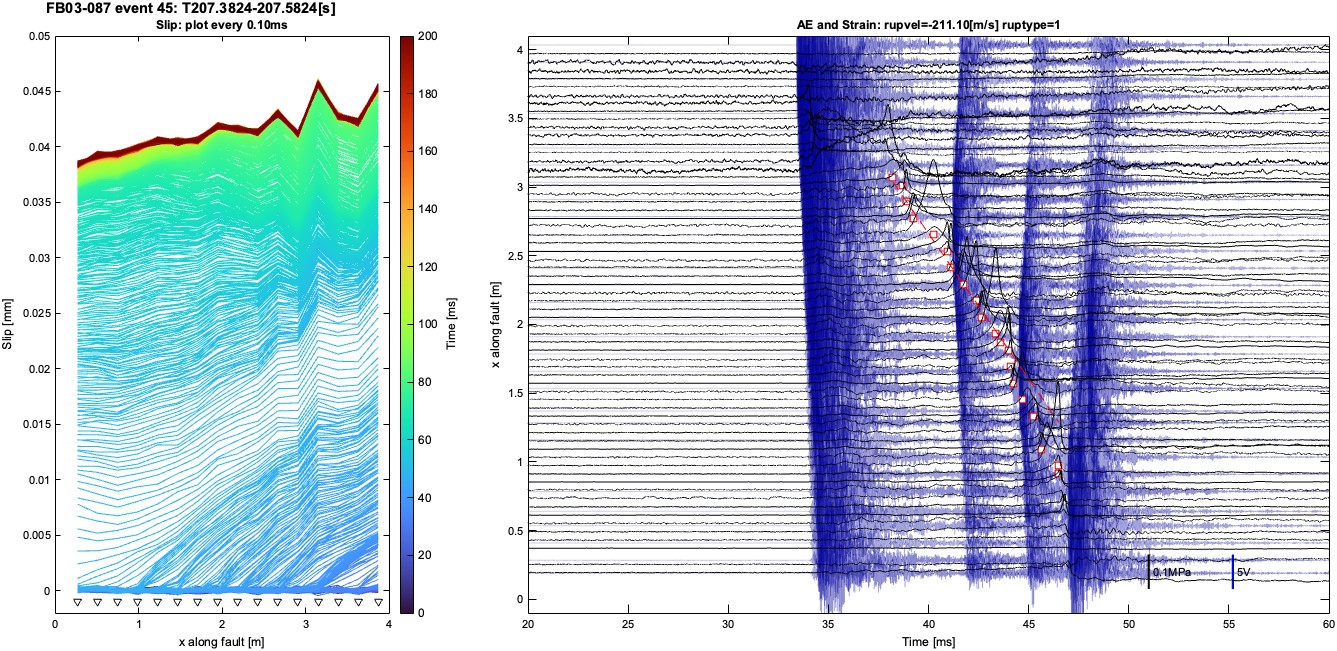 FB03-087 event 45: T207.3824-207.5824[s]
Slip: plot every 0.10ms
0.05
0.045
0.04
0.035
0.03
0.025
0.02
0.015
0.01
0.005
0
Slip [mm]
0 1 2 3 4
x along fault [m]
200
180
160
140
120
100
80
60
40
20
0
Time [ms]
AE and Strain: rupvel=-211.10[m/s] ruptype=1
4
3.5
3
2.5
2
1.5
1
0.5
0
x along fault [m]
0.1MPa
5V
20 25 30 35 40 45 50 55 60
Time [ms]